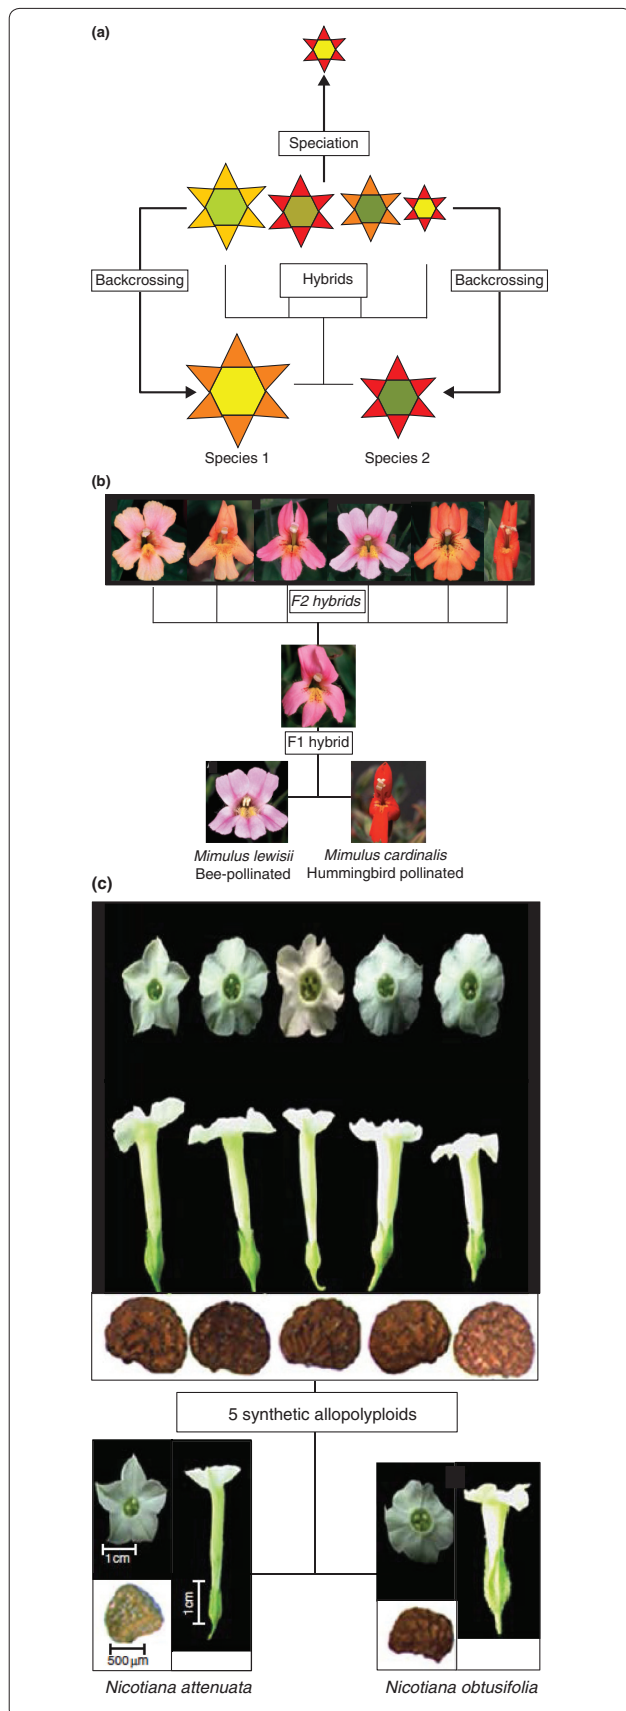 (a)
Speciation
Backcrossing
Hybrids
Backcrossing
Species 1
Species 2
(b)
F2 hybrids
F1 hybrid
Mimulus lewisii
Bee-pollinated
Mimulus cardinalis
Hummingbird pollinated
(c)
5 synthetic allopolyploids
1 cm
1 cm
500 µm
Nicotiana attenuata
Nicotiana obtusifolia